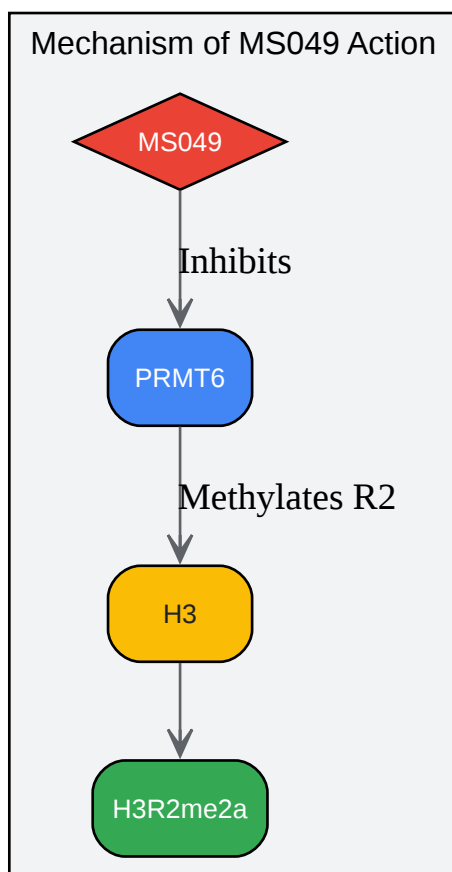 Mechanism of MS049 Action
MS049
Inhibits
PRMT6
Methylates R2
H3
H3R2me2a